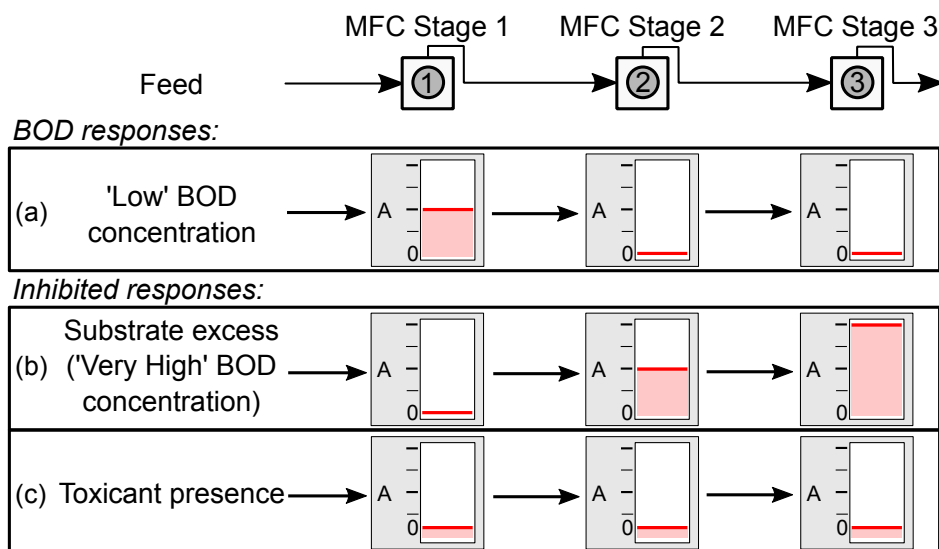 MFC Stage 1 MFC Stage 2 MFC Stage 3
Feed 1 2 3
BOD responses:
(a) 'Low' BOD concentration A 0 A 0 A 0
Inhibited responses:
(b) Substrate excess ('Very High' BOD concentration) A 0 A 0 A 0
(c) Toxicant presence A 0 A 0 A 0